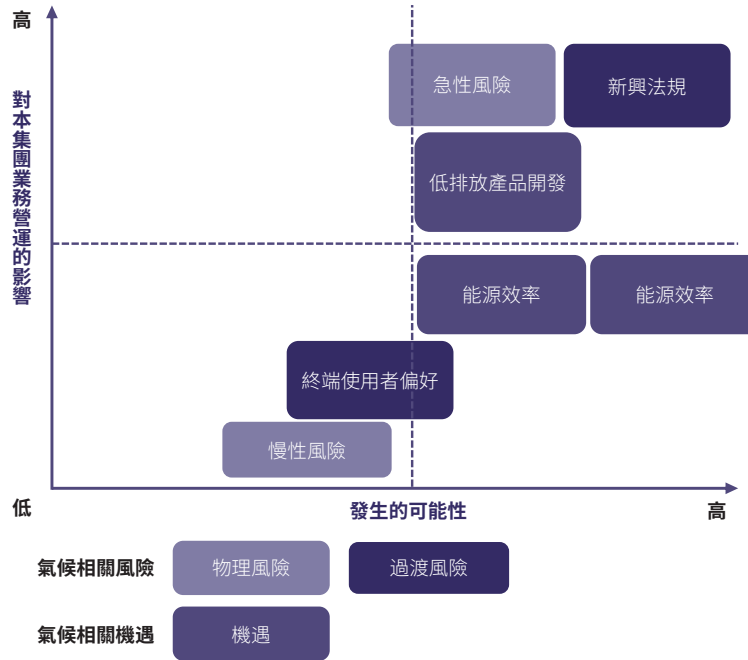 高
對本集團業務營運的影響
急性風險
新興法規
低排放產品開發
能源效率
能源效率
終端使用者偏好
慢性風險
低
發生的可能性
高
氣候相關風險
物理風險
過渡風險
氣候相關機遇
機遇